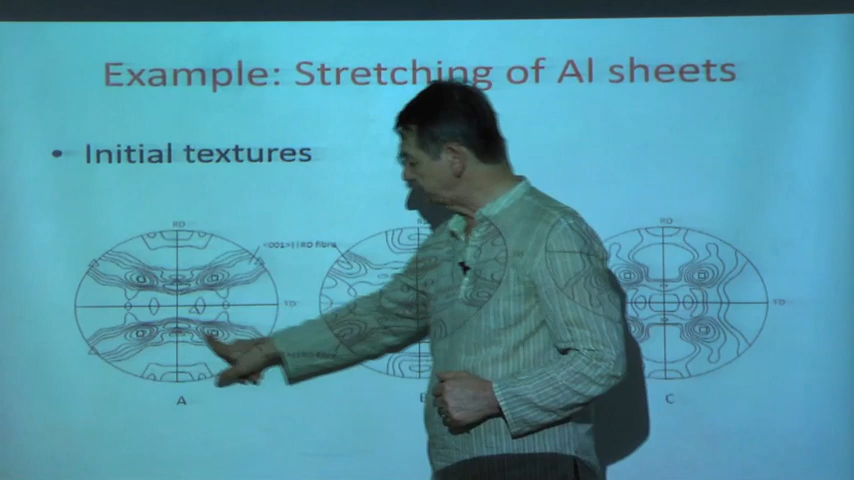 Example: Stretching of Al sheets
• Initial textures
RD
RD
<001>||RD fibre
TD
TD
A
B
C